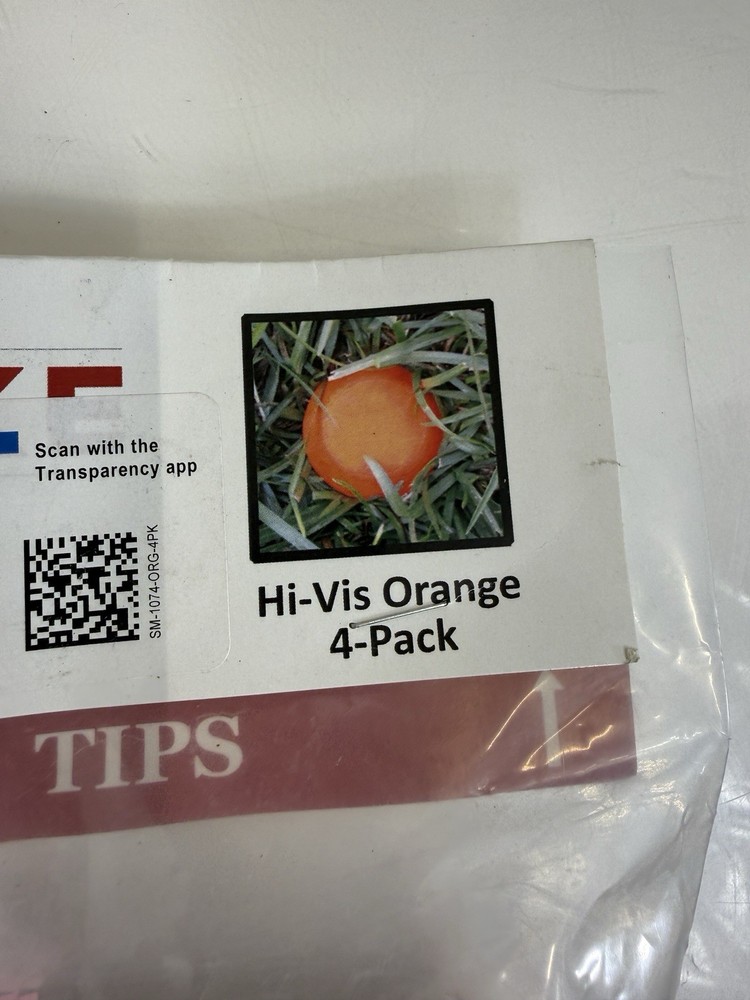 Scan with the
Transparency app
SM-1074-ORG-4PK
Hi-Vis Orange
4-Pack
TIPS